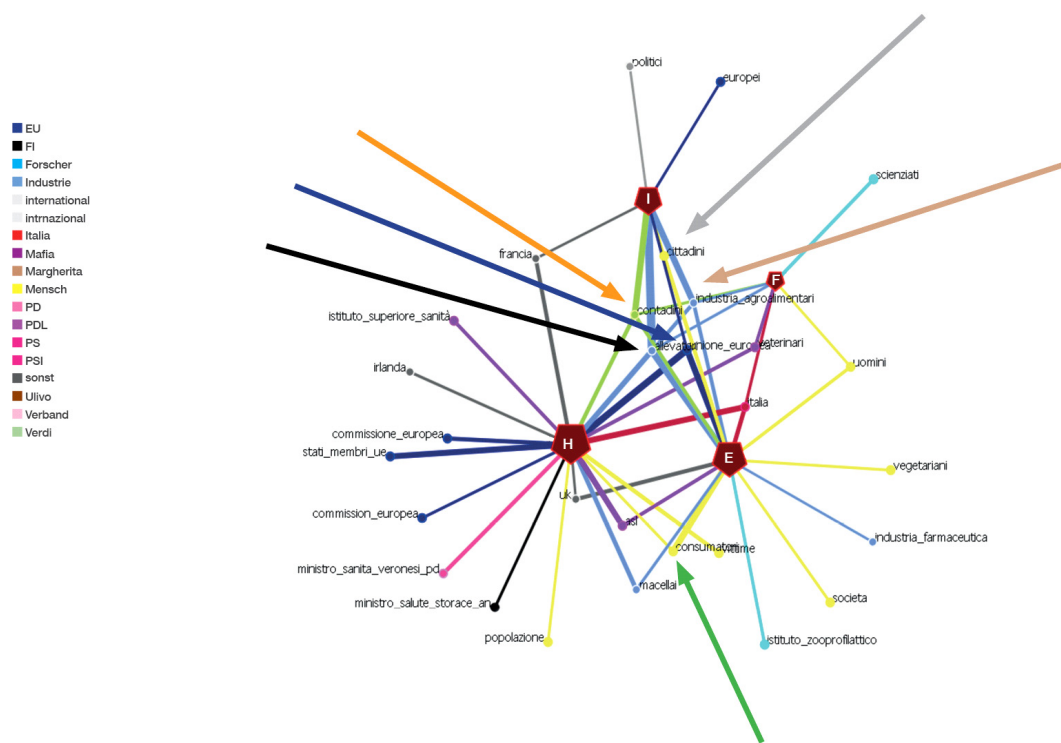 EU
FI
Forscher
Industrie
international
intrnazional
Italia
Mafia
Margherita
Mensch
PD
PDL
PS
PSI
sonst
Ulivo
Verband
Verdi
politici
europei
scienziati
I
cittadini
francia
F
industria_agroalimentari
contadini
istituto_superiore_sanità
unione_europea
veterinari
irlanda
uomini
italia
commissione_europea
H
stati_membri_ue
E
vegetariani
uk
commission_europea
asl
industria_farmaceutica
consumatori
vittime
ministro_sanita_veronesi_pd
macellai
ministro_salute_storace_an
societa
popolazione
istituto_zooprofilattico